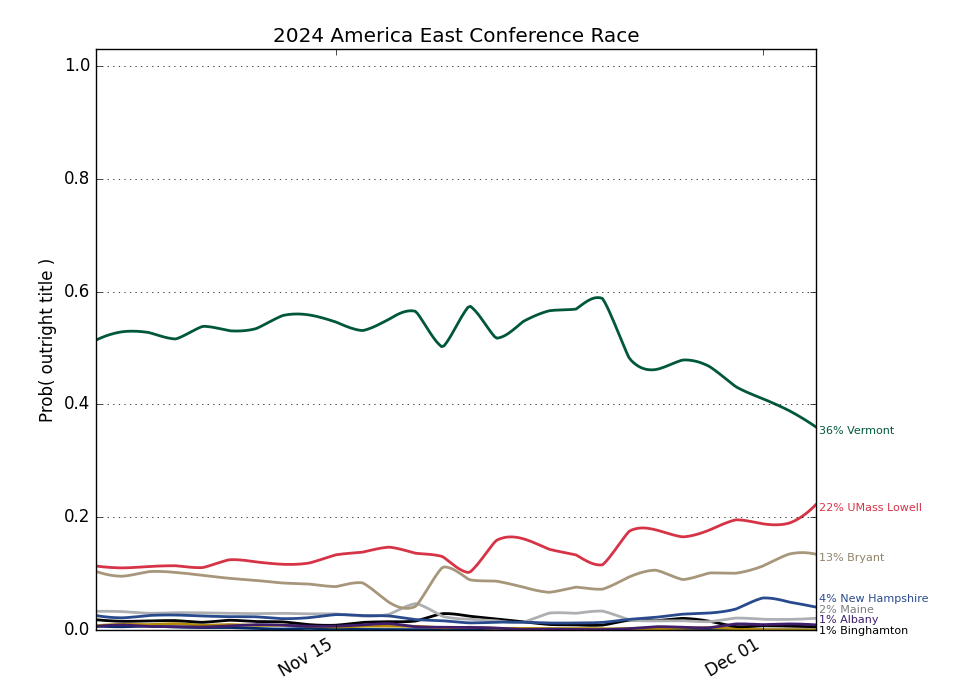 2024 America East Conference Race
1.0
0.8
0.6
0.4
0.2
0.0
Prob( outright title )
Nov 15
Dec 01
36% Vermont
22% UMass Lowell
13% Bryant
4% New Hampshire
2% Maine
1% Albany
1% Binghamton